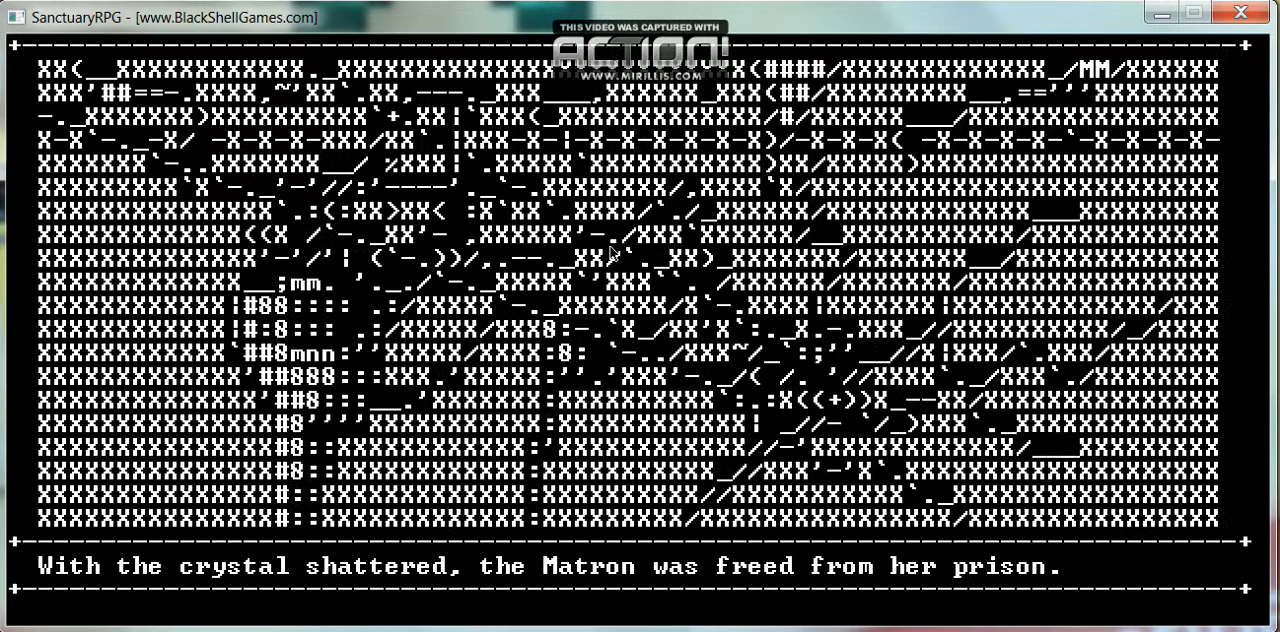 SanctuaryRPG - [www.BlackShellGames.com]
THIS VIDEO WAS CAPTURED WITH
ACTION!
WWW.MIRILLIS.COM
With the crystal shattered, the Matron was freed from her prison.